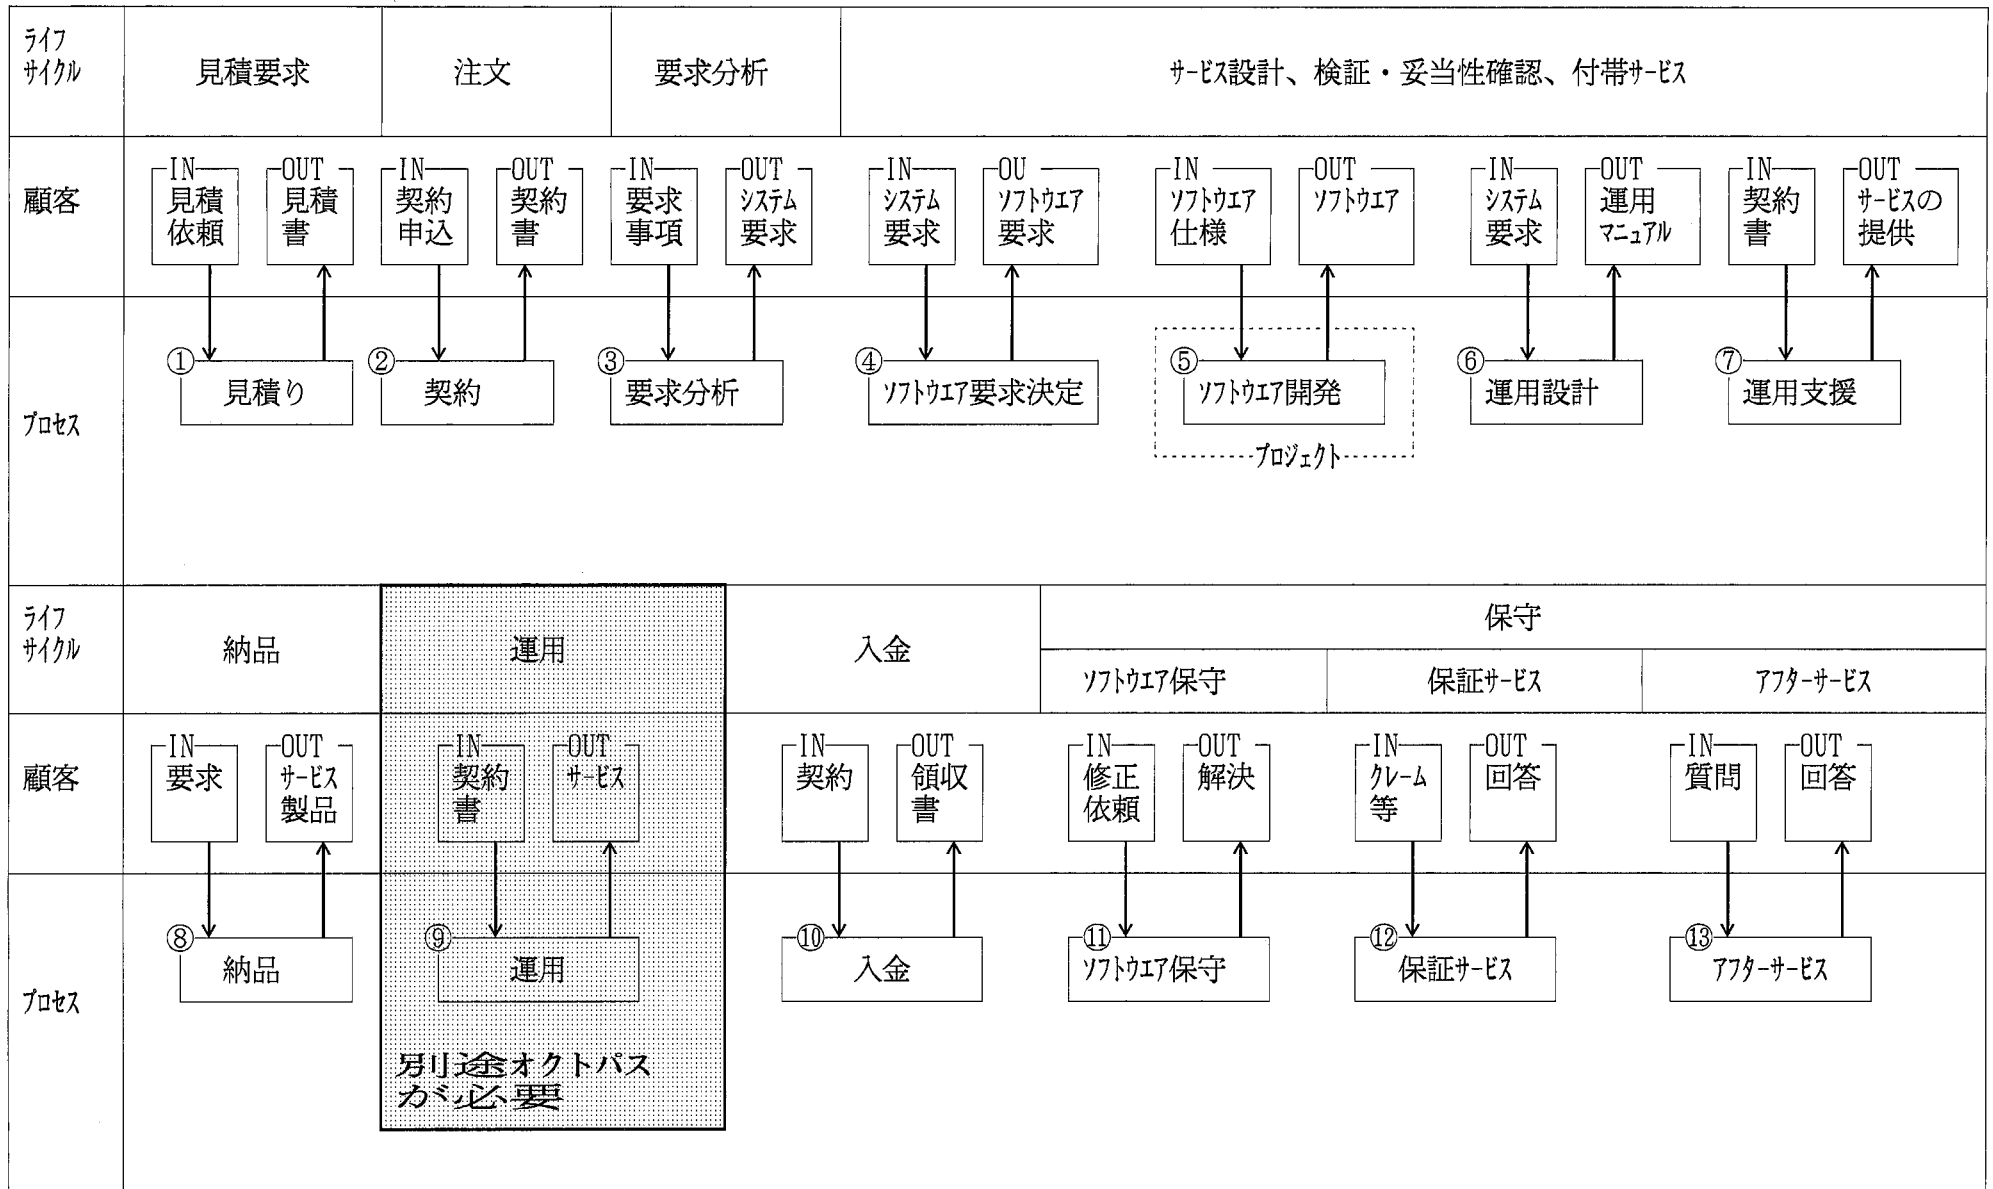 ライフ
サイクル
見積要求
注文
要求分析
サービス設計、検証・妥当性確認、付帯サービス
顧客
IN
見積
依頼
OUT
見積
書
IN
契約
申込
OUT
契約
書
IN
要求
事項
OUT
システム
要求
IN
システム
要求
OU
ソフトウエア
要求
IN
ソフトウエア
仕様
OUT
ソフトウエア
IN
システム
要求
OUT
運用
マニュアル
IN
契約
書
OUT
サービスの
提供
プロセス
①
見積り
②
契約
③
要求分析
④
ソフトウエア要求決定
⑤
ソフトウエア開発
プロジェクト
⑥
運用設計
⑦
運用支援
ライフ
サイクル
納品
運用
入金
保守
ソフトウエア保守
保証サービス
アフターサービス
顧客
IN
要求
OUT
サービス
製品
IN
契約
書
OUT
サービス
IN
契約
OUT
領収
書
IN
修正
依頼
OUT
解決
IN
クレーム
等
OUT
回答
IN
質問
OUT
回答
プロセス
⑧
納品
⑨
運用
⑩
入金
⑪
ソフトウエア保守
⑫
保証サービス
⑬
アフターサービス
別途オクトパス
が必要